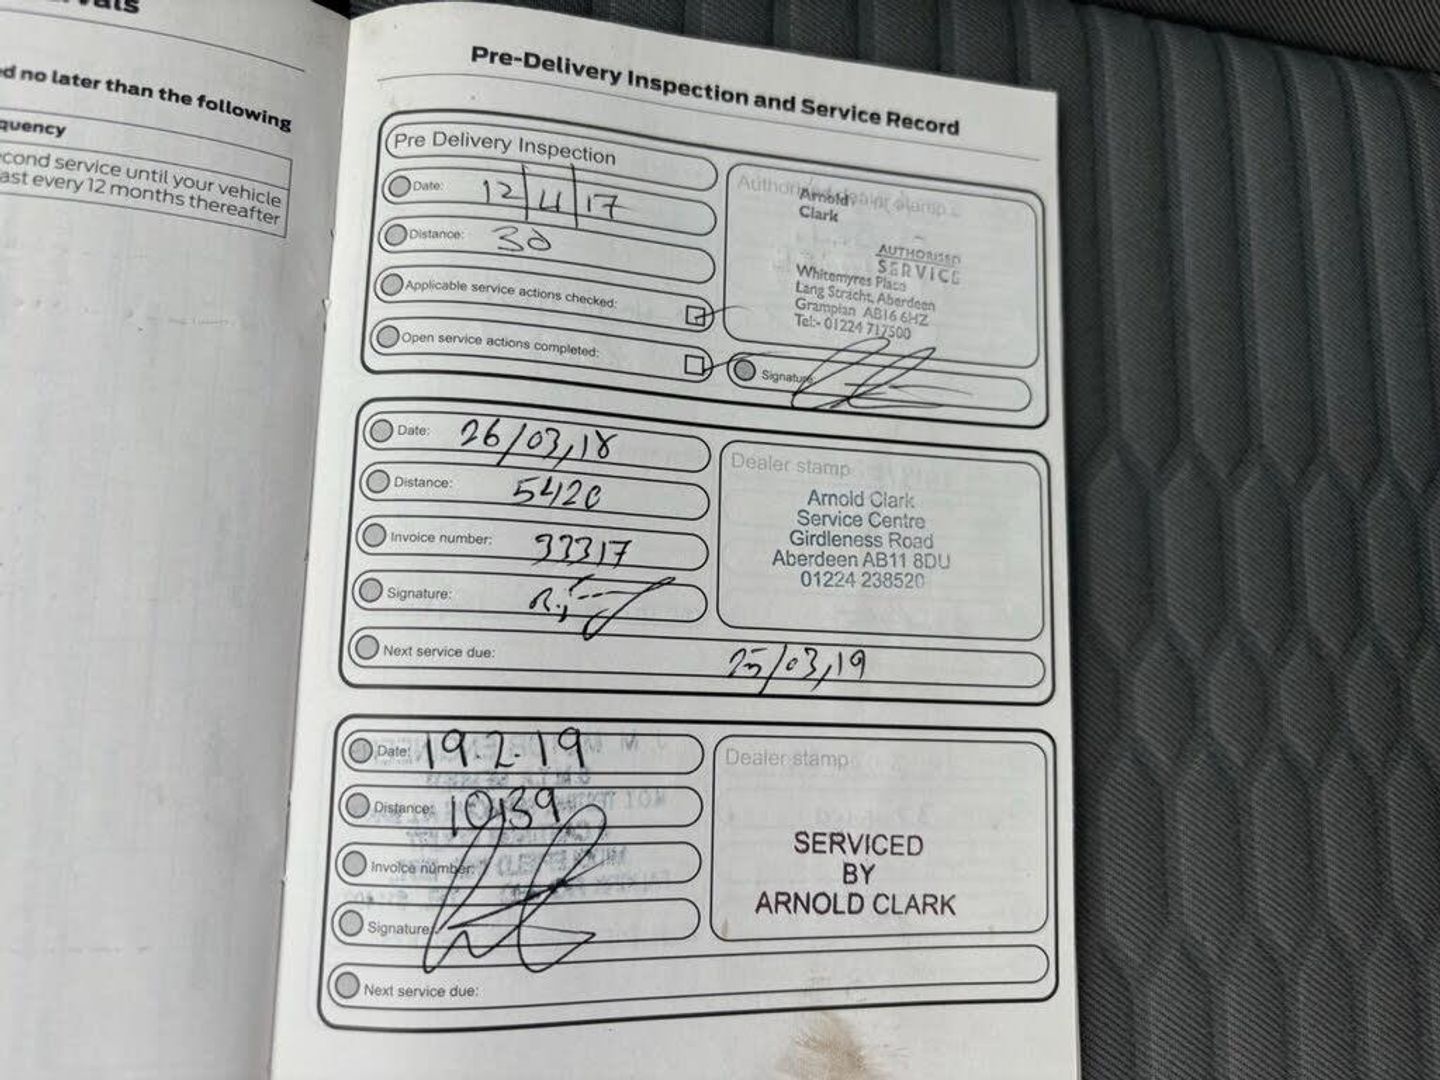 d no later than the following
quency
cond service until your vehicle
ast every 12 months thereafter
Pre-Delivery Inspection and Service Record
Pre Delivery Inspection
Date: 12/4/17
Distance: 30
Applicable service actions checked:
Open service actions completed:
Authorised dealer stamp
Arnold
Clark
AUTHORISED
SERVICE
Whitemyres Place
Lang Stracht, Aberdeen
Grampian AB16 6HZ
Tel:- 01224 717500
Signature:
Date: 26/03,18
Distance: 5420
Invoice number: 33317
Signature:
Next service due: 25/03,19
Dealer stamp
Arnold Clark
Service Centre
Girdleness Road
Aberdeen AB11 8DU
01224 238520
Date: 19.2.19
Distance: 10,139
Invoice number:
Signature:
Next service due:
Dealer stamp
SERVICED
BY
ARNOLD CLARK